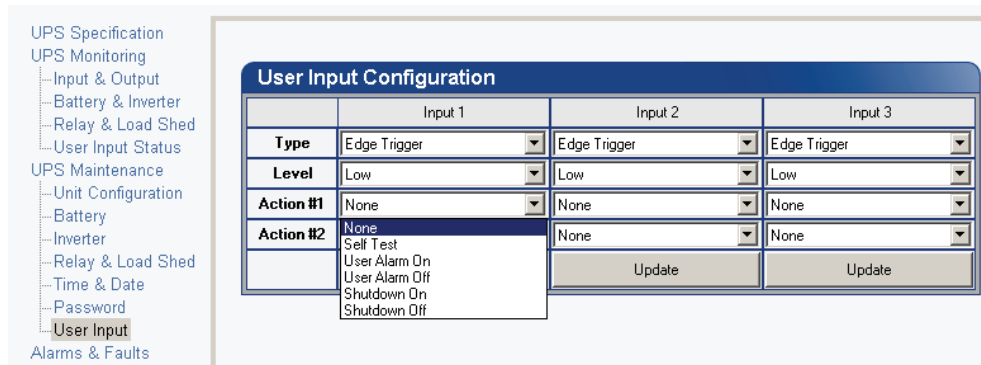 UPS Specification
UPS Monitoring
Input & Output
Battery & Inverter
Relay & Load Shed
User Input Status
UPS Maintenance
Unit Configuration
Battery
Inverter
Relay & Load Shed
Time & Date
Password
User Input
Alarms & Faults
User Input Configuration
Input 1 Input 2 Input 3
Type Edge Trigger Edge Trigger Edge Trigger
Level Low Low Low
Action #1 None None None
Action #2 None None
None
Self Test
User Alarm On
User Alarm Off
Shutdown On
Shutdown Off
Update Update